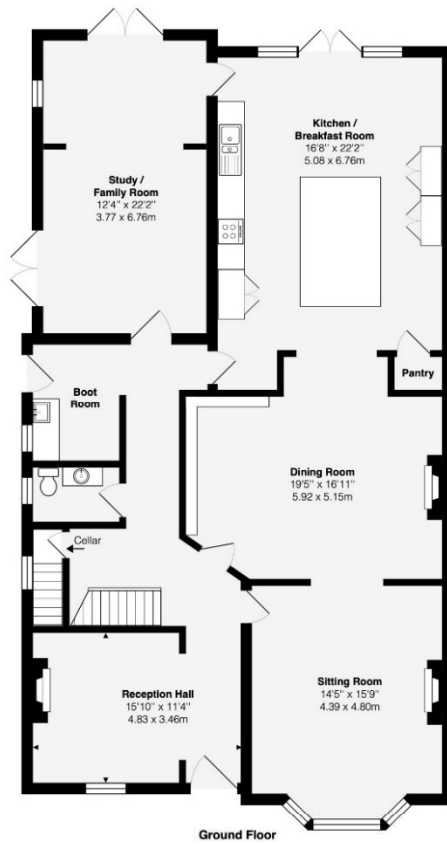 Kitchen /
Breakfast Room
16'8" x 22'2"
5.08 x 6.76m
Study /
Family Room
12'4" x 22'2"
3.77 x 6.76m
Pantry
Boot
Room
Dining Room
19'5" x 16'11"
5.92 x 5.15m
Cellar
Reception Hall
15'10" x 11'4"
4.83 x 3.46m
Sitting Room
14'5" x 15'9"
4.39 x 4.80m
Ground Floor